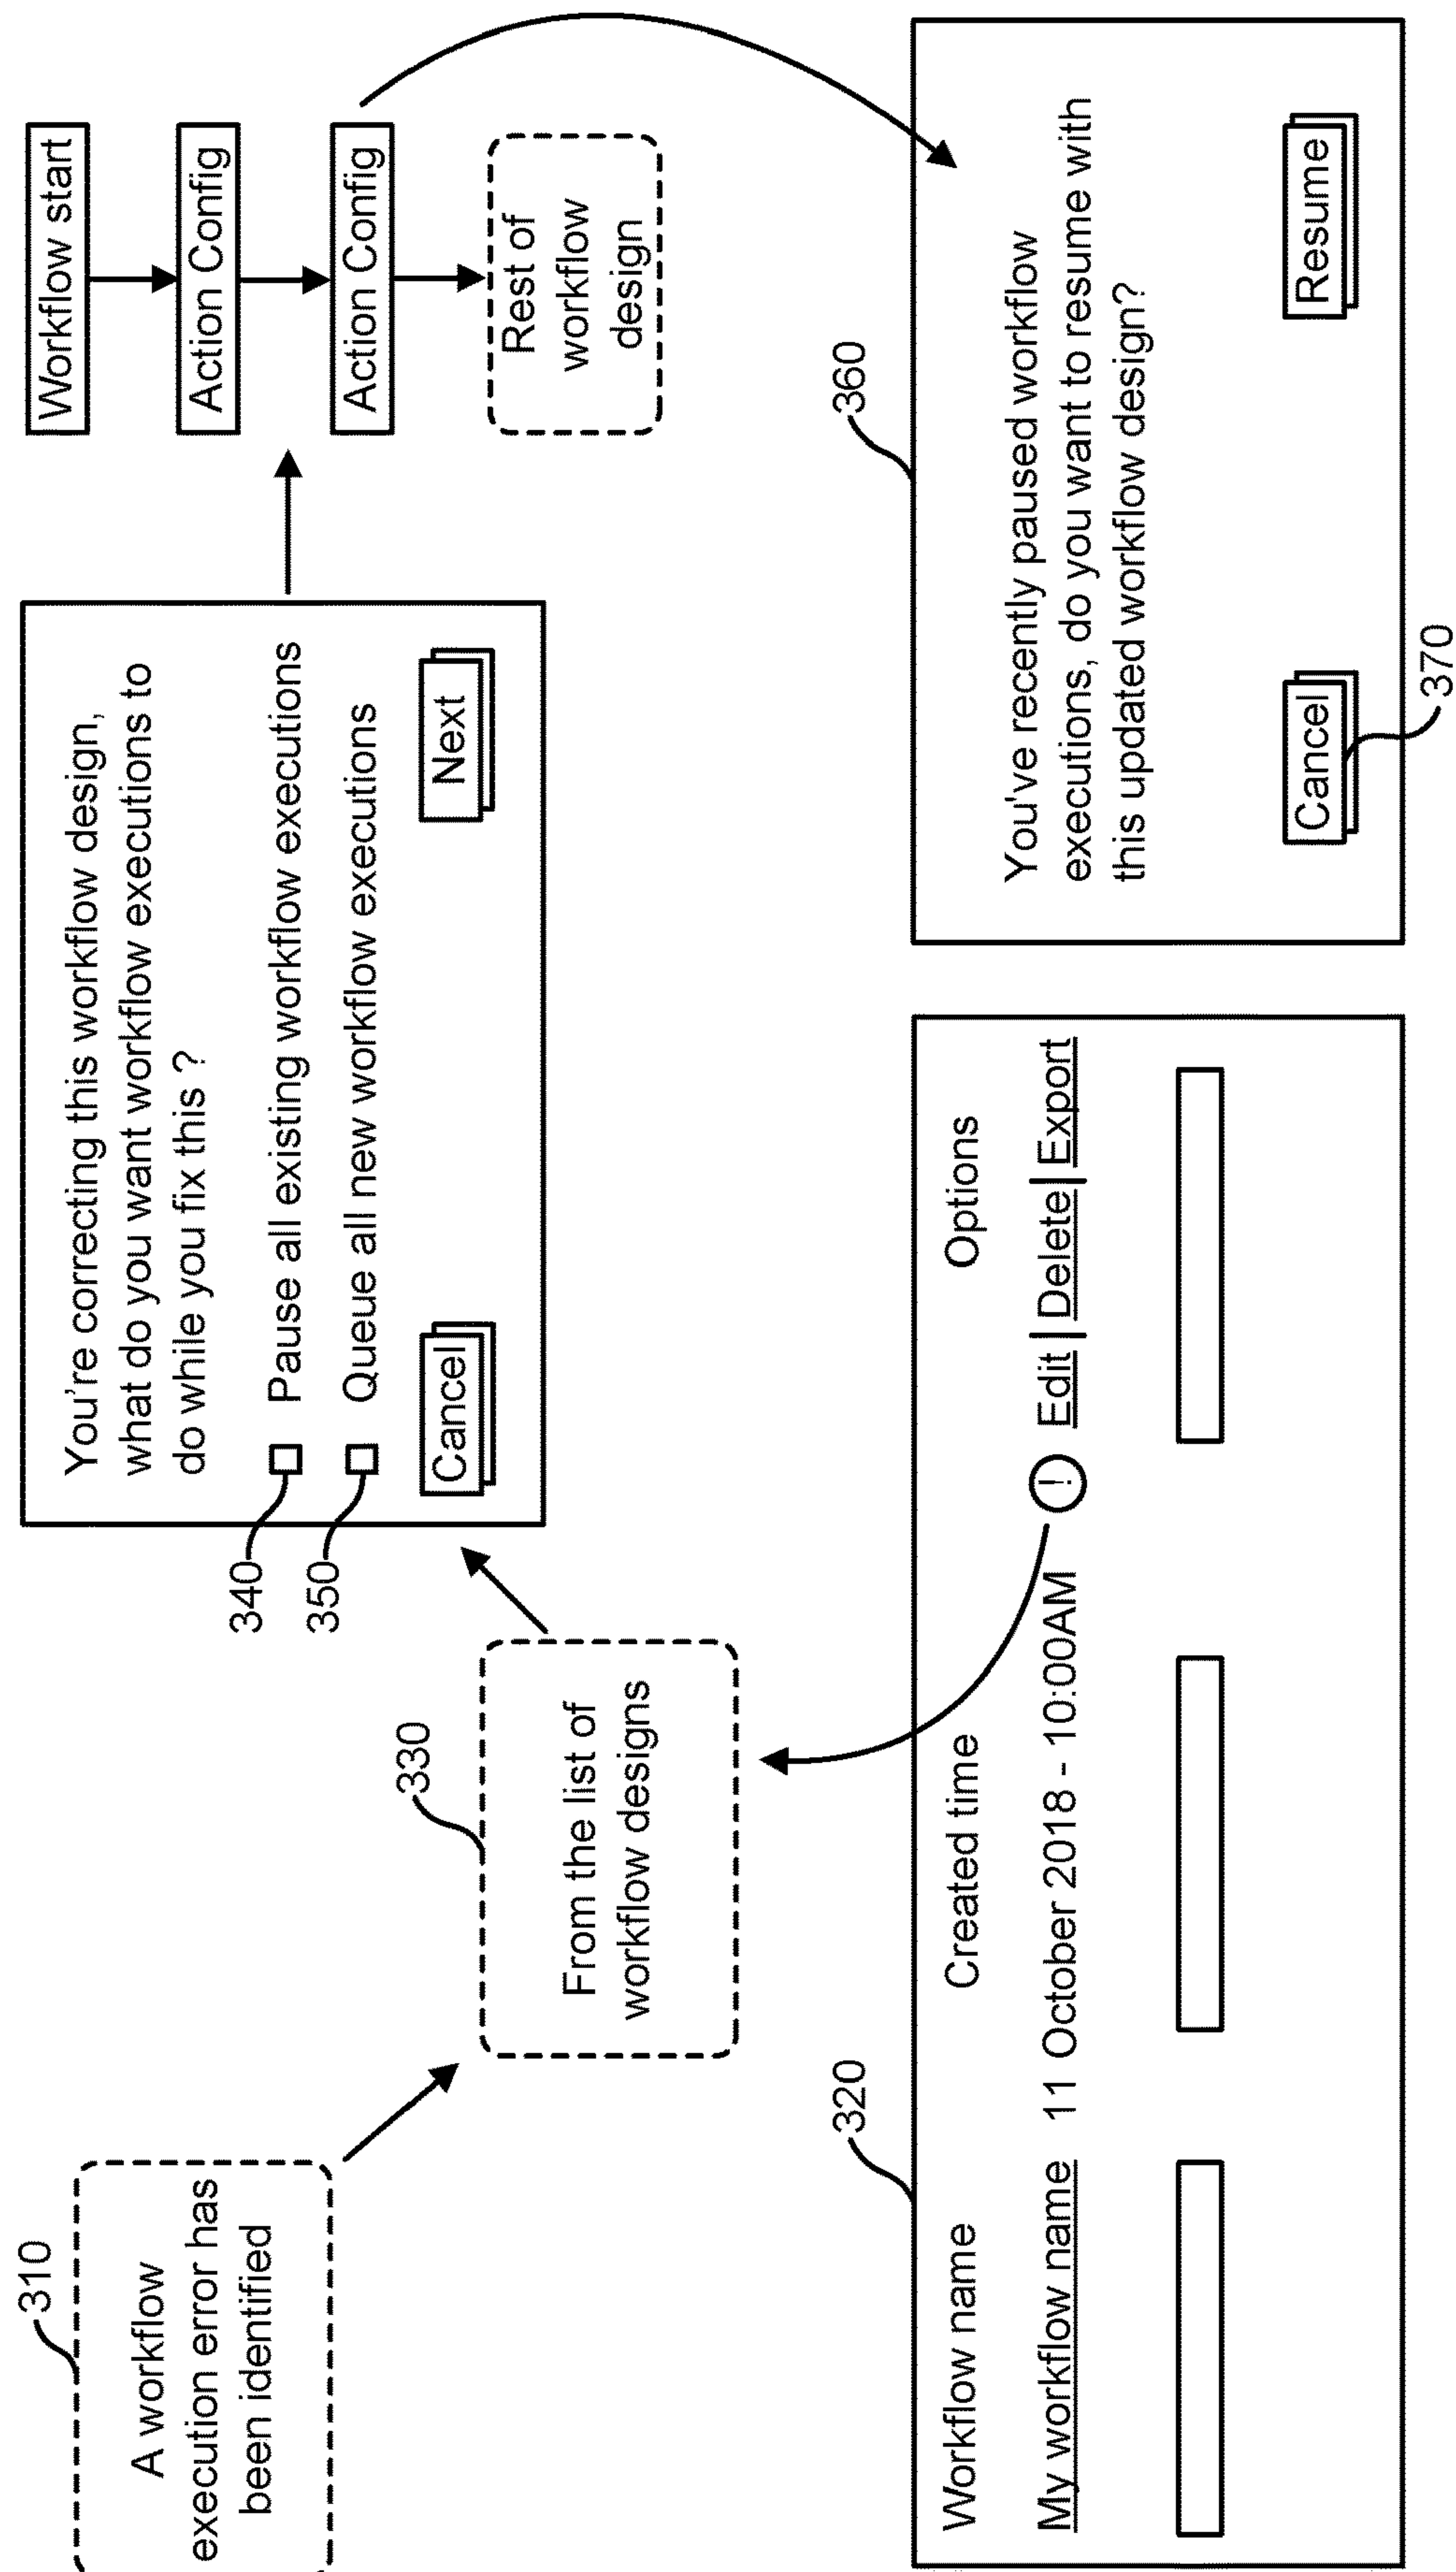 310
A workflow
execution error has
been identified
330
From the list of
workflow designs
340
350
You're correcting this workflow design,
what do you want workflow executions to
do while you fix this ?
Pause all existing workflow executions
Queue all new workflow executions
Cancel
Next
Workflow start
Action Config
Action Config
Rest of
workflow
design
320
Workflow name
Created time
Options
My workflow name
11 October 2018 - 10:00AM
!
Edit | Delete | Export
360
You've recently paused workflow
executions, do you want to resume with
this updated workflow design?
Cancel
Resume
370